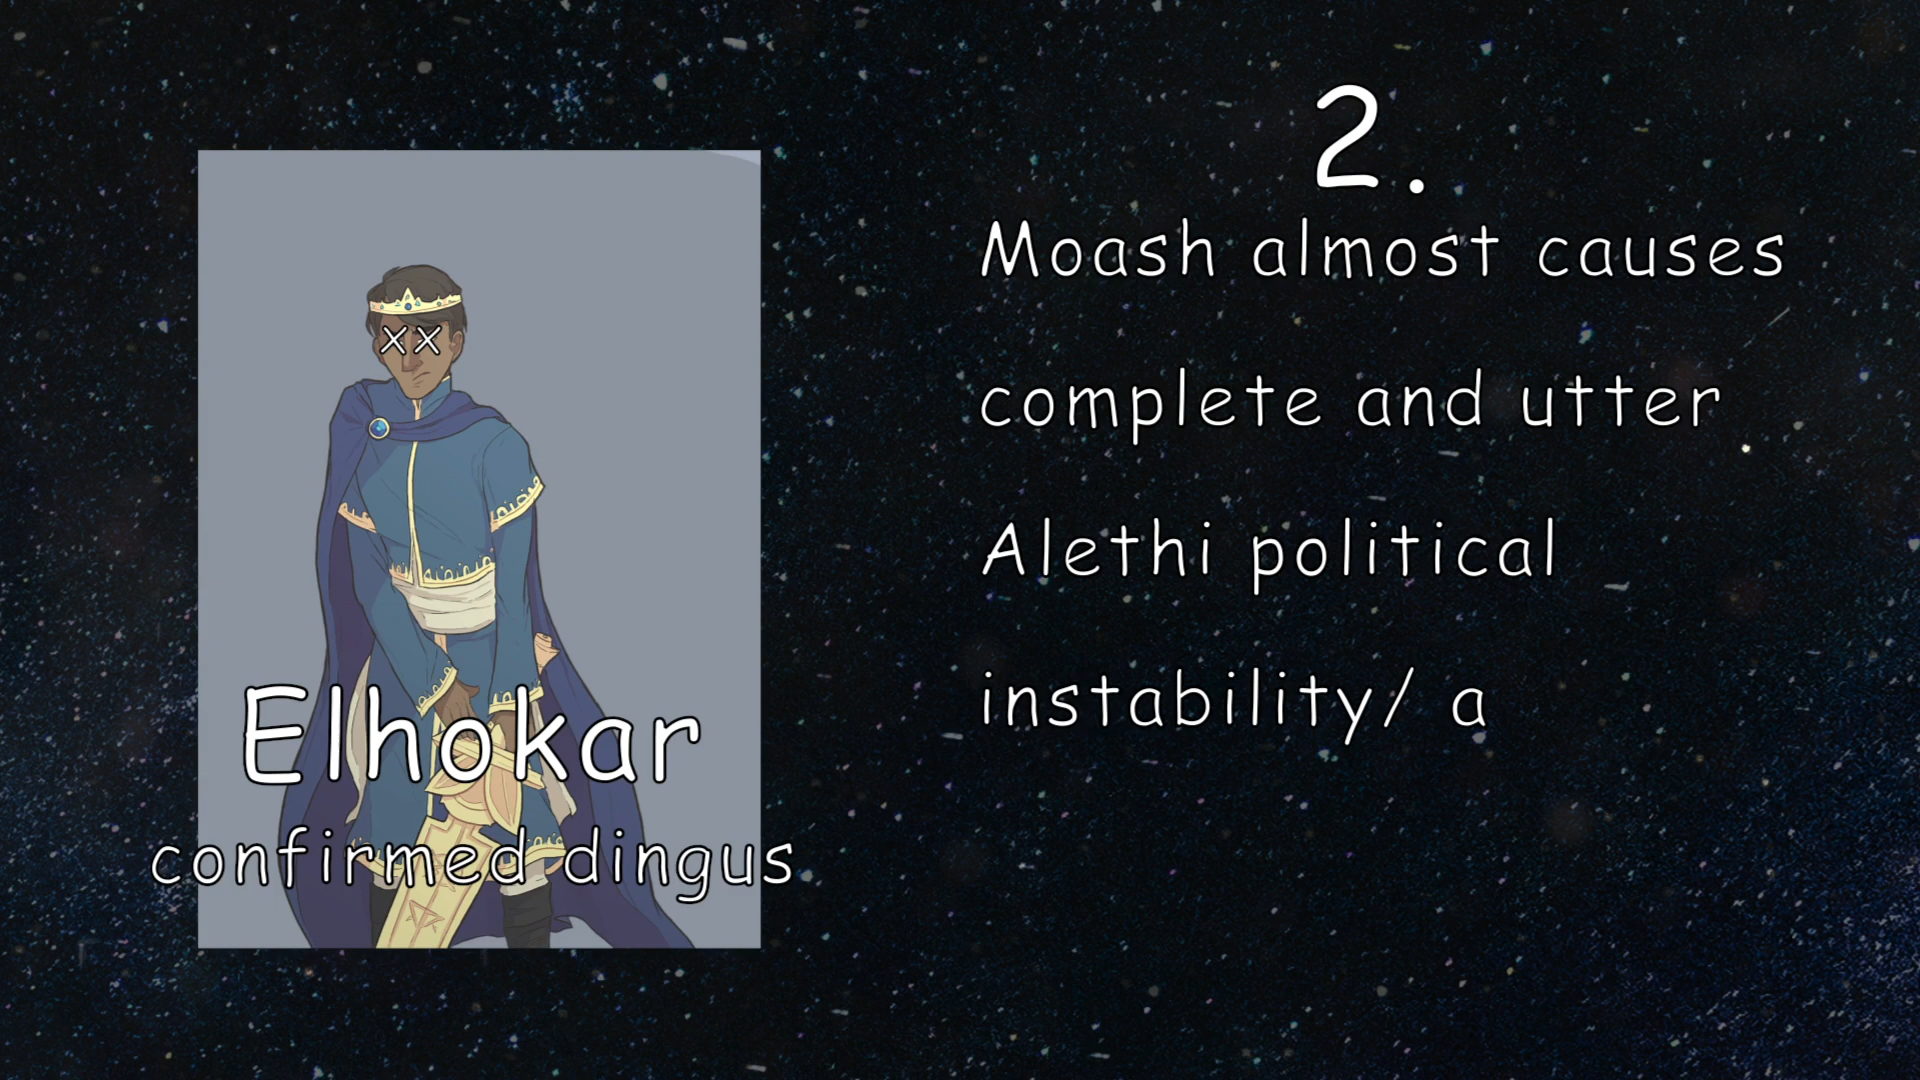 2.
Moash almost causes
complete and utter
Alethi political
instability/ a
Elhokar
confirmed dingus